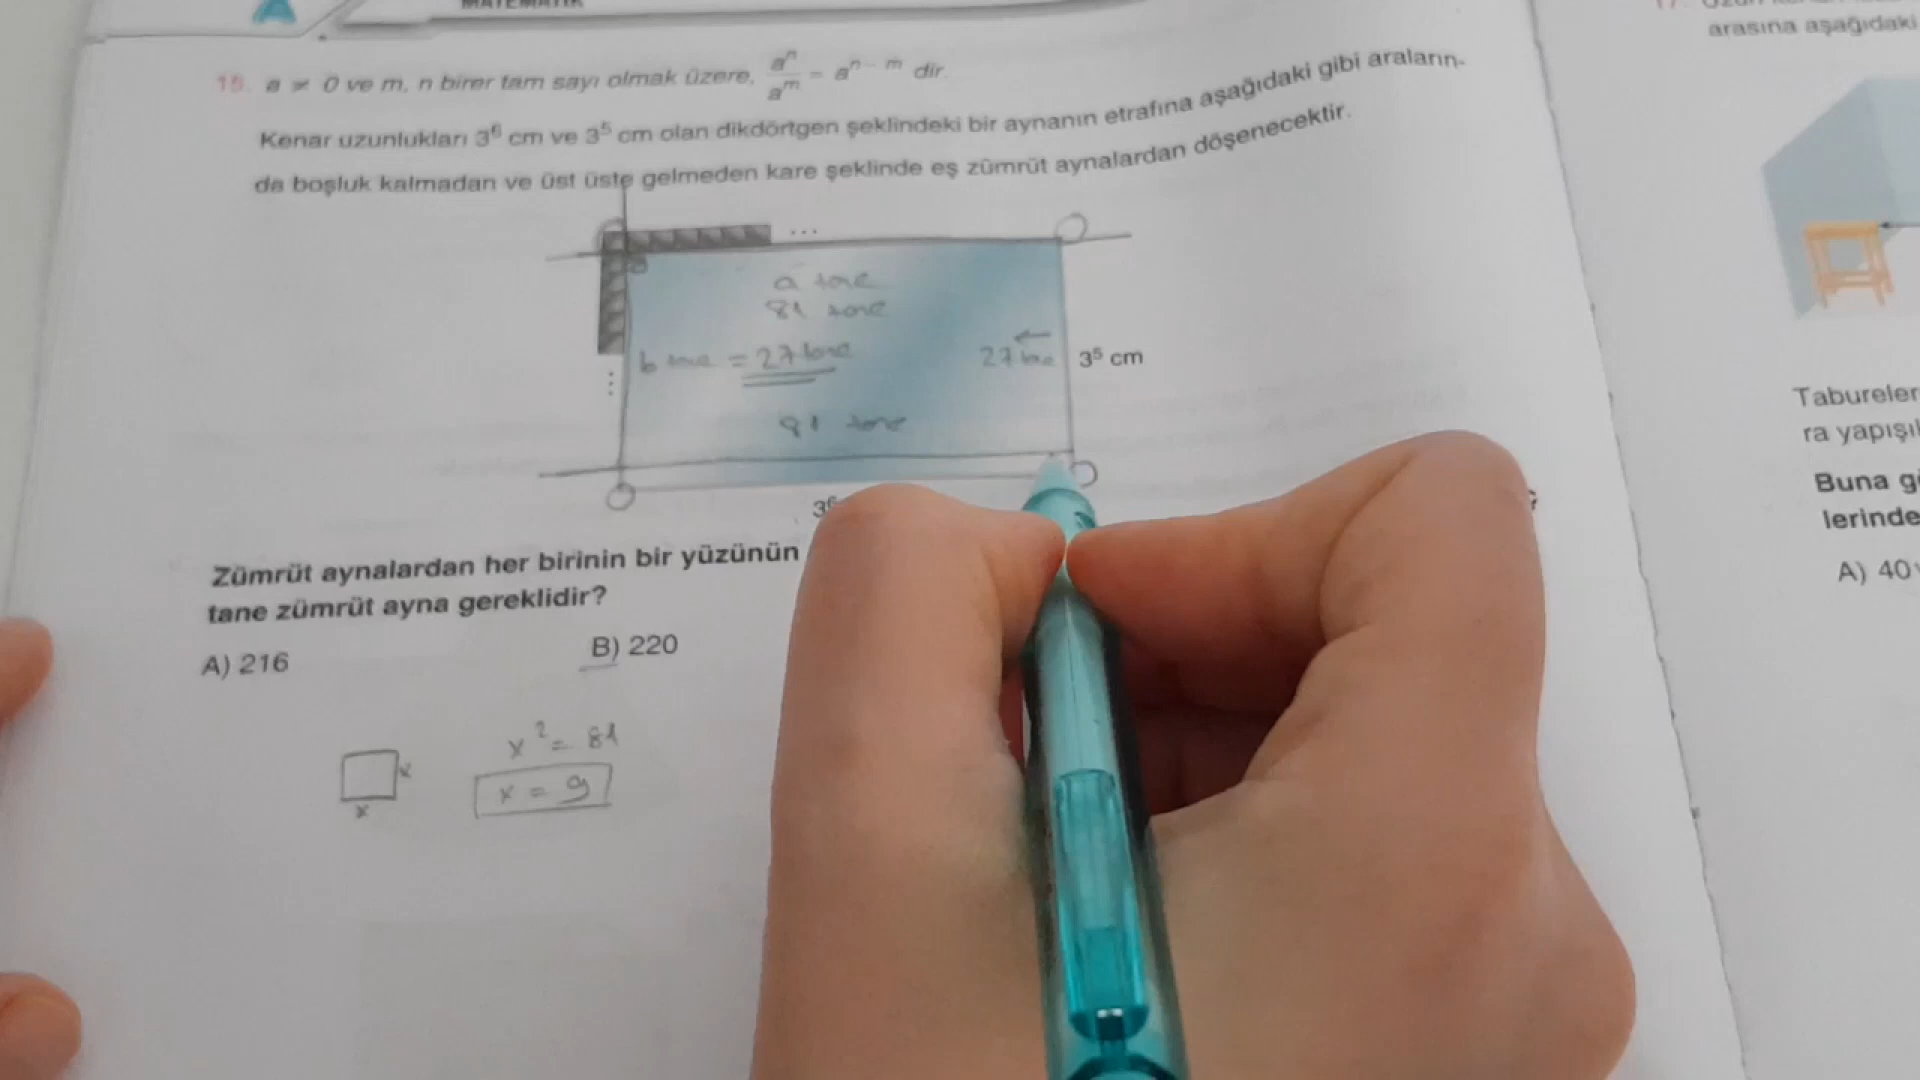 MATEMATİK
15. a ≠ 0 ve m, n birer tam sayı olmak üzere, aⁿ/aᵐ = aⁿ⁻ᵐ dir.
Kenar uzunlukları 3⁶ cm ve 3⁵ cm olan dikdörtgen şeklindeki bir aynanın etrafına aşağıdaki gibi araların-
da boşluk kalmadan ve üst üste gelmeden kare şeklinde eş zümrüt aynalardan döşenecektir.
...
a tane
81 tane
b tane = 27 tane
27 tane
3⁵ cm
81 tane
3⁶
Zümrüt aynalardan her birinin bir yüzünün
tane zümrüt ayna gereklidir?
A) 216
B) 220
x² = 81
x = 9
x
x
arasına aşağıdaki
Tabureler
ra yapışıl
Buna g
lerinde
A) 40